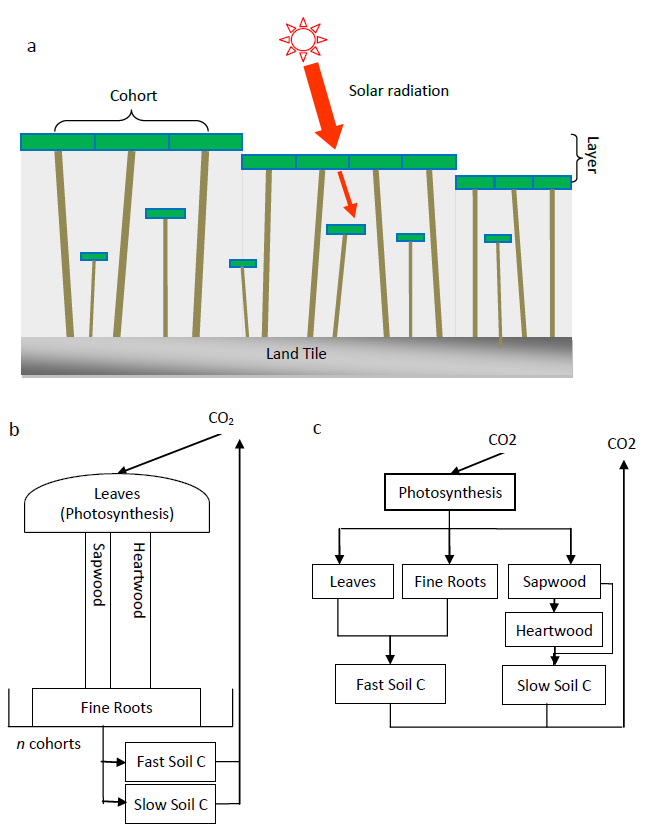 a
Solar radiation
Cohort
Layer
Land Tile
b
CO2
Leaves
(Photosynthesis)
Sapwood
Heartwood
Fine Roots
n cohorts
Fast Soil C
Slow Soil C
c
CO2
CO2
Photosynthesis
Leaves
Fine Roots
Sapwood
Heartwood
Fast Soil C
Slow Soil C